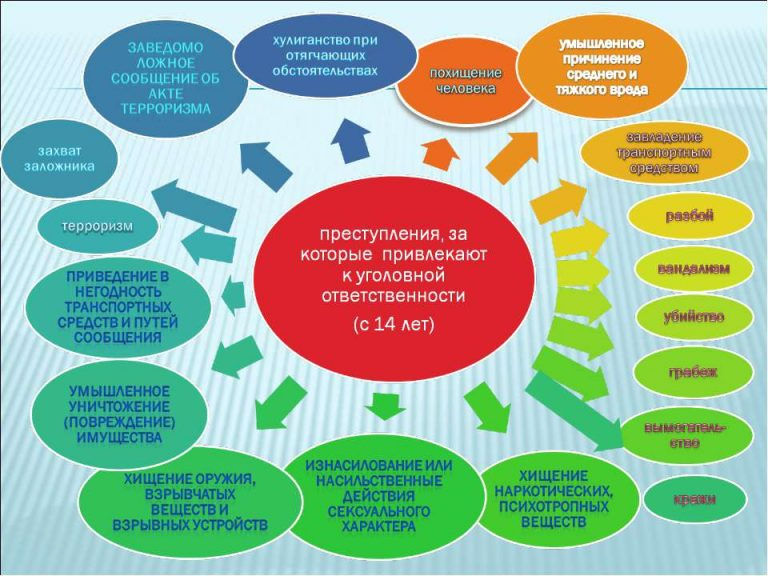 ЗАВЕДОМО
ЛОЖНОЕ
СООБЩЕНИЕ ОБ
АКТЕ
ТЕРРОРИЗМА
хулиганство при
отягчающих
обстоятельствах
похищение
человека
умышленное
причинение
среднего и
тяжкого вреда
захват
заложника
завладение
транспортным
средством
терроризм
разбой
преступления, за
которые привлекают
к уголовной
ответственности
(с 14 лет)
вандализм
ПРИВЕДЕНИЕ В
НЕГОДНОСТЬ
ТРАНСПОРТНЫХ
СРЕДСТВ И ПУТЕЙ
СООБЩЕНИЯ
убийство
грабеж
УМЫШЛЕННОЕ
УНИЧТОЖЕНИЕ
(ПОВРЕЖДЕНИЕ)
ИМУЩЕСТВА
вымогатель-
ство
ХИЩЕНИЕ ОРУЖИЯ,
ВЗРЫВЧАТЫХ
ВЕЩЕСТВ И
ВЗРЫВНЫХ УСТРОЙСТВ
ИЗНАСИЛОВАНИЕ ИЛИ
НАСИЛЬСТВЕННЫЕ
ДЕЙСТВИЯ
СЕКСУАЛЬНОГО
ХАРАКТЕРА
ХИЩЕНИЕ
НАРКОТИЧЕСКИХ,
ПСИХОТРОПНЫХ
ВЕЩЕСТВ
кражи